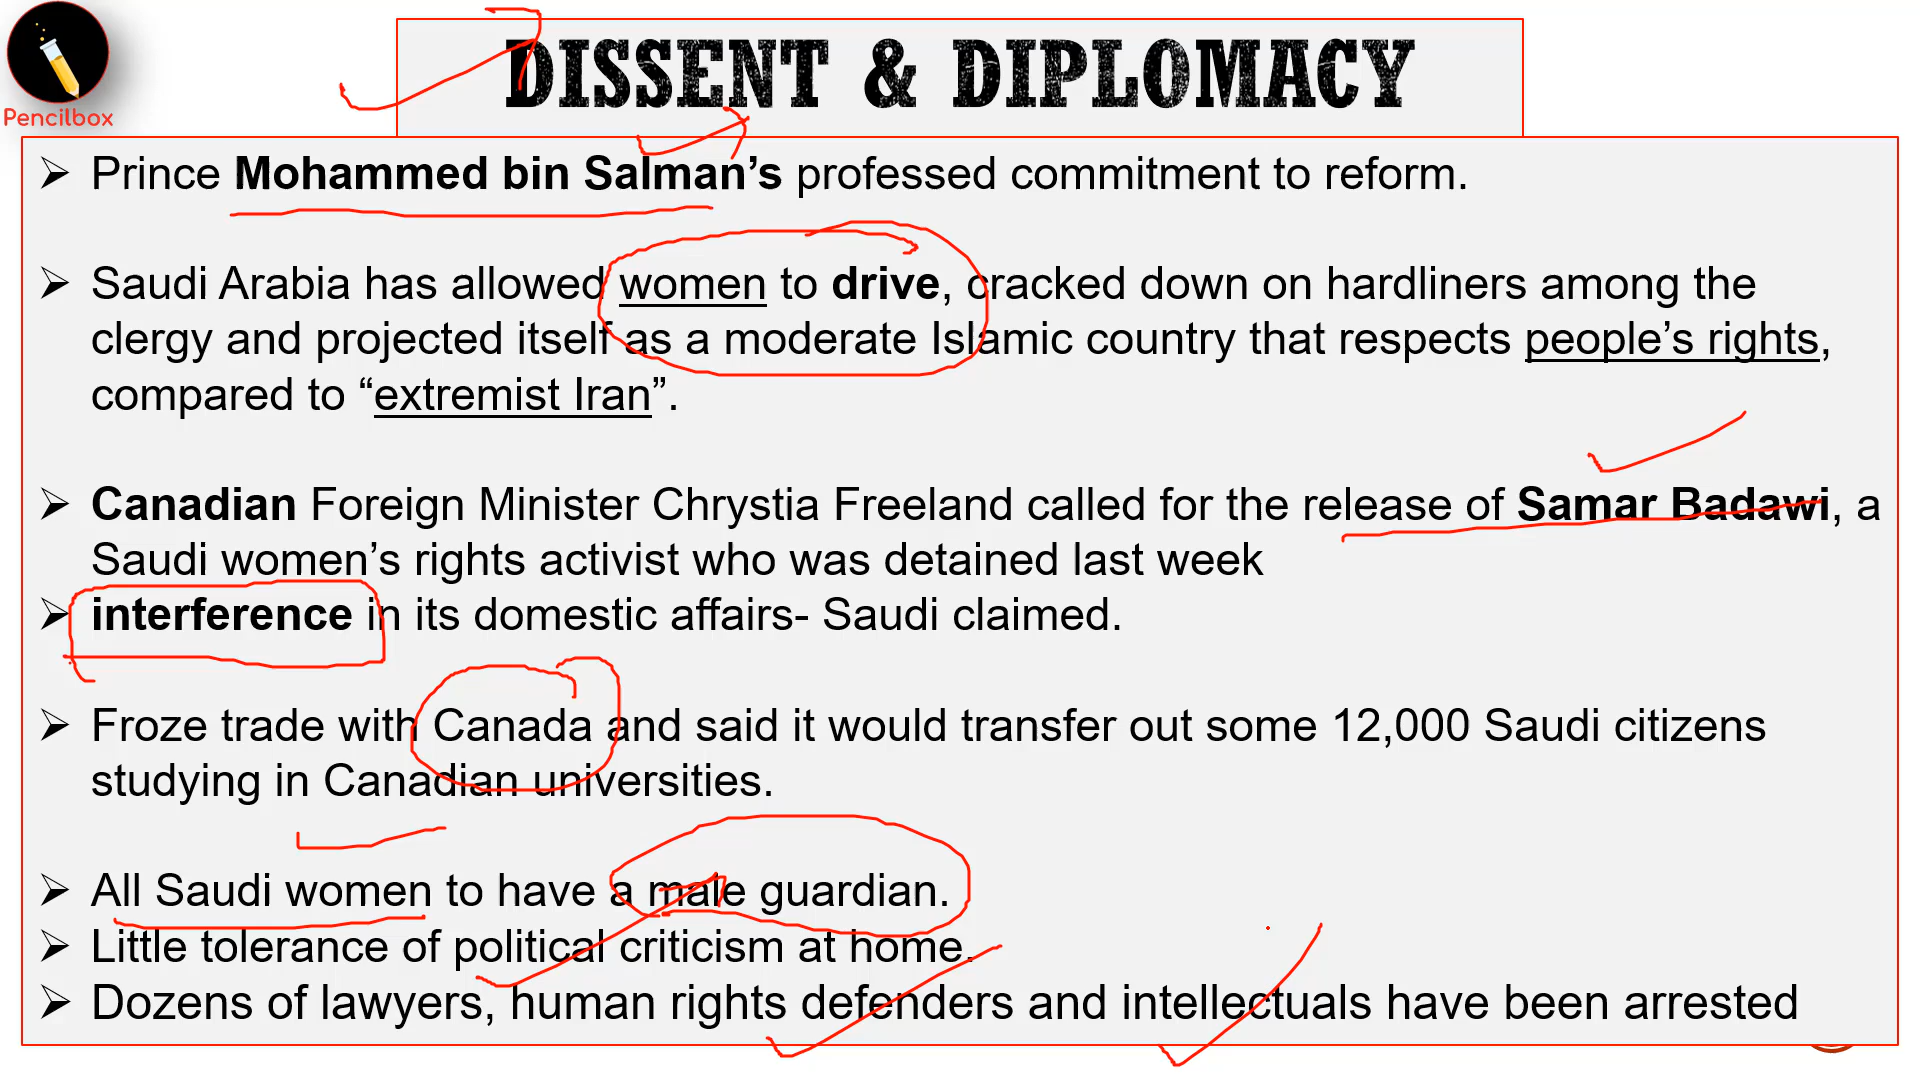 Pencilbox
DISSENT & DIPLOMACY
➢ Prince Mohammed bin Salman’s professed commitment to reform.
➢ Saudi Arabia has allowed women to drive, cracked down on hardliners among the
clergy and projected itself as a moderate Islamic country that respects people’s rights,
compared to “extremist Iran”.
➢ Canadian Foreign Minister Chrystia Freeland called for the release of Samar Badawi, a
Saudi women’s rights activist who was detained last week
➢ interference in its domestic affairs- Saudi claimed.
➢ Froze trade with Canada and said it would transfer out some 12,000 Saudi citizens
studying in Canadian universities.
➢ All Saudi women to have a male guardian.
➢ Little tolerance of political criticism at home.
➢ Dozens of lawyers, human rights defenders and intellectuals have been arrested